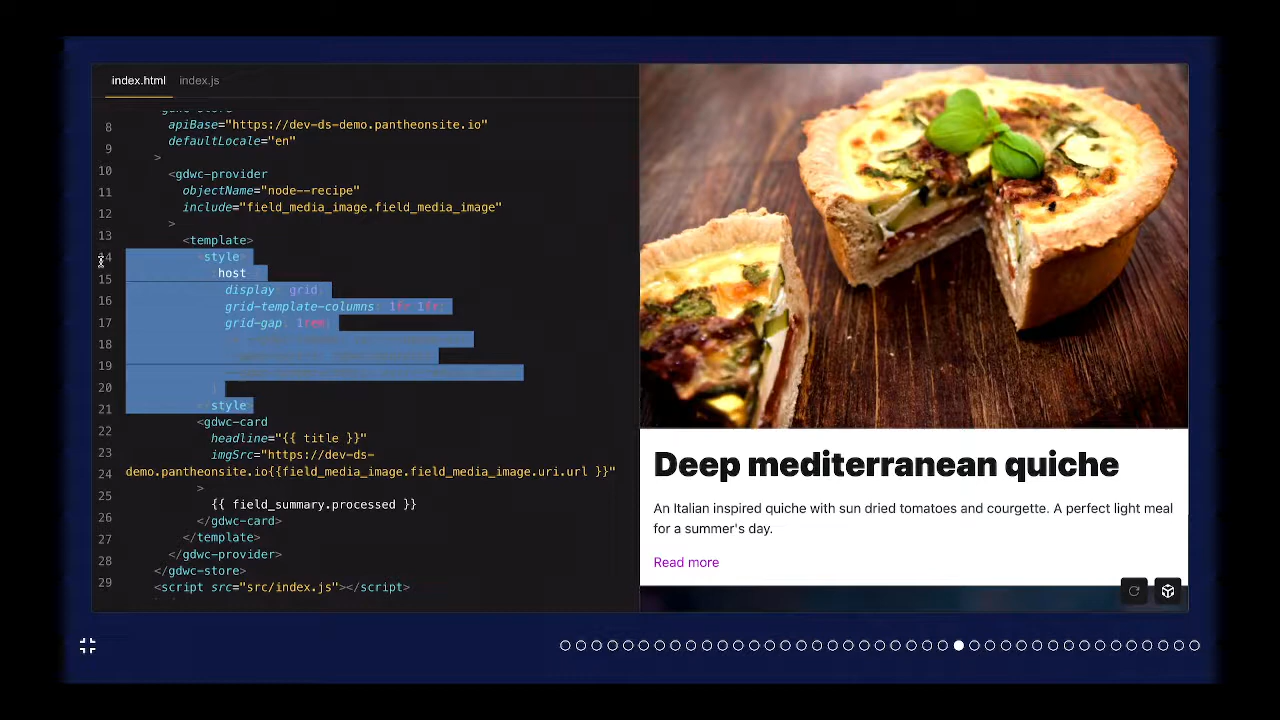 index.html index.js
8
apiBase="https://dev-ds-demo.pantheonsite.io"
9
defaultLocale="en"
10
>
<gdwc-provider
11
objectName="node--recipe"
12
include="field_media_image.field_media_image"
13
>
<template>
14
style
15
:host
16
display: grid;
grid-template-columns: 1fr 1fr;
17
grid-gap: 1rem;
18
19
20
}
21
style
22
<gdwc-card
23
headline="{{ title }}"
imgSrc="https://dev-ds-
24
demo.pantheonsite.io{{field_media_image.field_media_image.uri.url }}"
25
>
{{ field_summary.processed }}
26
</gdwc-card>
27
</template>
28
</gdwc-provider>
</gdwc-store>
29
<script src="src/index.js"></script>
Deep mediterranean quiche
An Italian inspired quiche with sun dried tomatoes and courgette. A perfect light meal
for a summer's day.
Read more